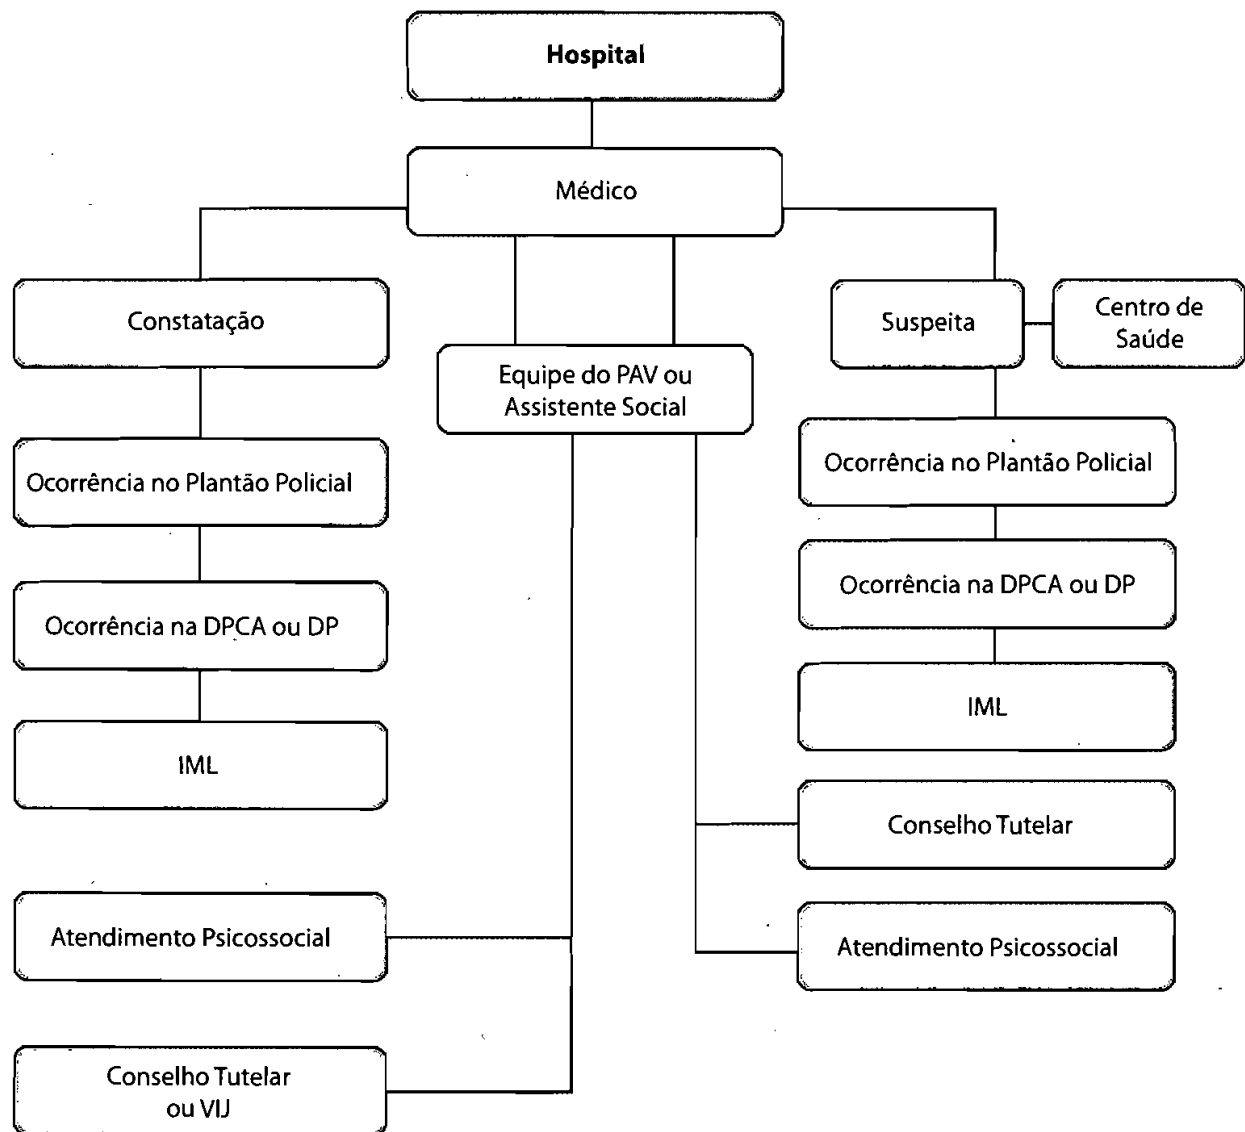 Hospital
Médico
Constatação
Suspeita
Centro de
Saúde
Equipe do PAV ou
Assistente Social
Ocorrência no Plantão Policial
Ocorrência no Plantão Policial
Ocorrência na DPCA ou DP
Ocorrência na DPCA ou DP
IML
IML
Conselho Tutelar
Atendimento Psicossocial
Atendimento Psicossocial
Conselho Tutelar
ou VIJ